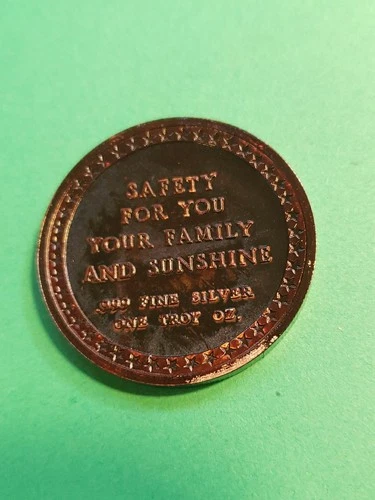 SAFETY
FOR YOU
YOUR FAMILY
AND SUNSHINE
.999 FINE SILVER
ONE TROY OZ.